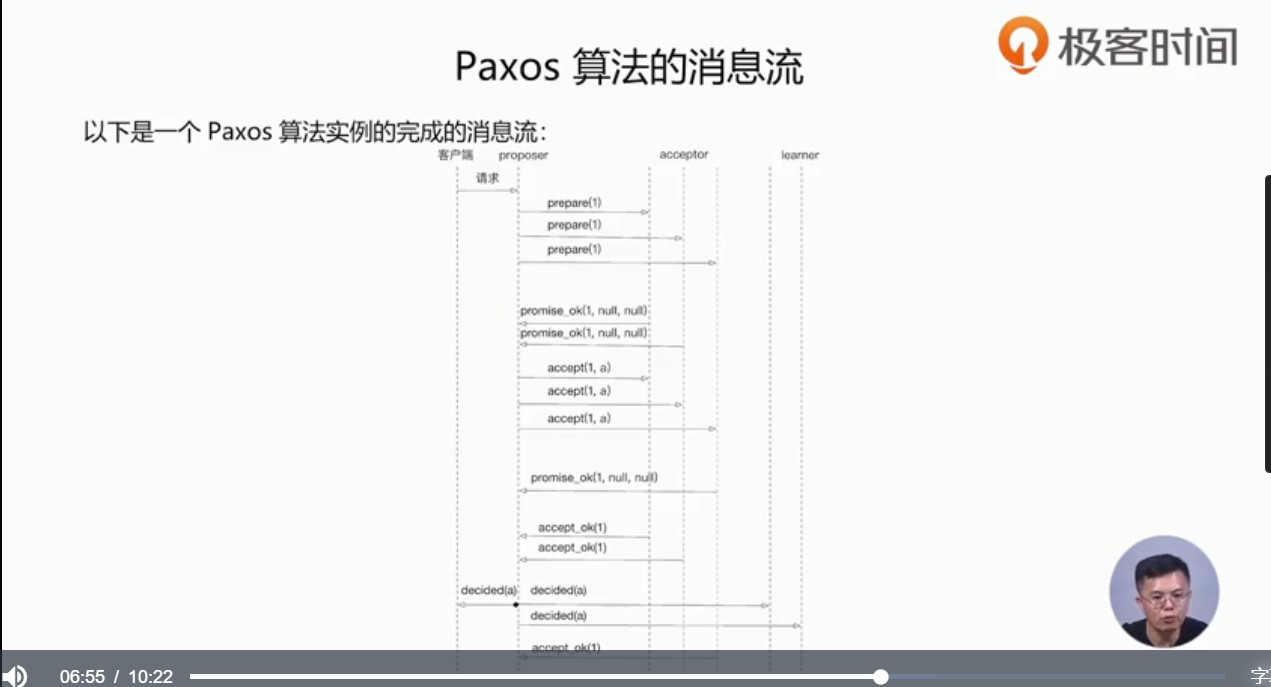 极客时间
Paxos 算法的消息流
以下是一个 Paxos 算法实例的完成的消息流：
客户端 proposer acceptor learner
请求
prepare(1)
prepare(1)
prepare(1)
promise_ok(1, null, null)
promise_ok(1, null, null)
accept(1, a)
accept(1, a)
accept(1, a)
promise_ok(1, null, null)
accept_ok(1)
accept_ok(1)
decided(a) decided(a)
decided(a)
accept_ok(1)
06:55 / 10:22